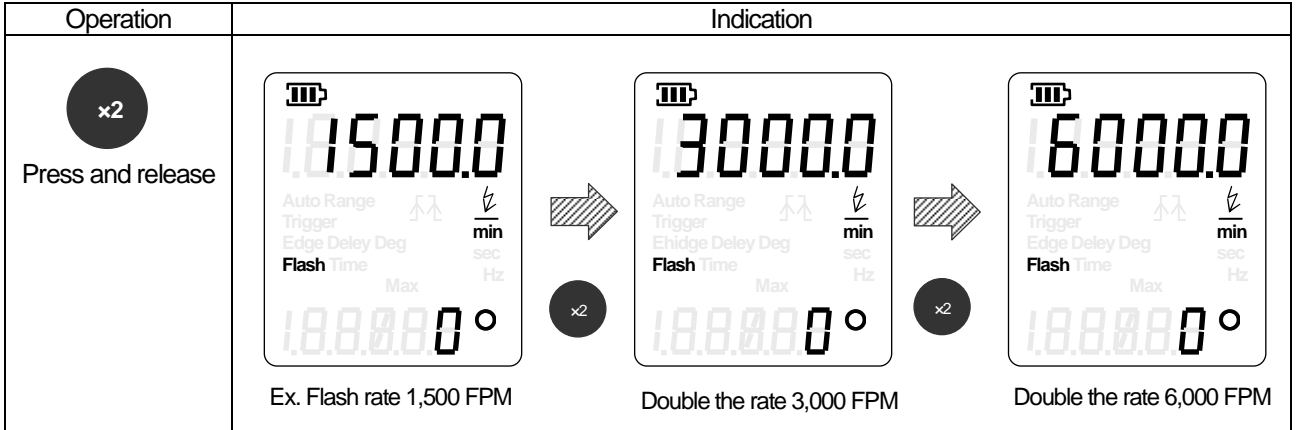 Operation
Indication
×2
Press and release
1500.0
Auto Range
Trigger
min
Edge Deley Deg
sec
Flash Time
Hz
Max
0°
Ex. Flash rate 1,500 FPM
×2
3000.0
Auto Range
Trigger
min
Ehidge Deley Deg
sec
Flash Time
Hz
Max
0°
Double the rate 3,000 FPM
×2
6000.0
Auto Range
Trigger
min
Edge Deley Deg
sec
Flash Time
Hz
Max
0°
Double the rate 6,000 FPM